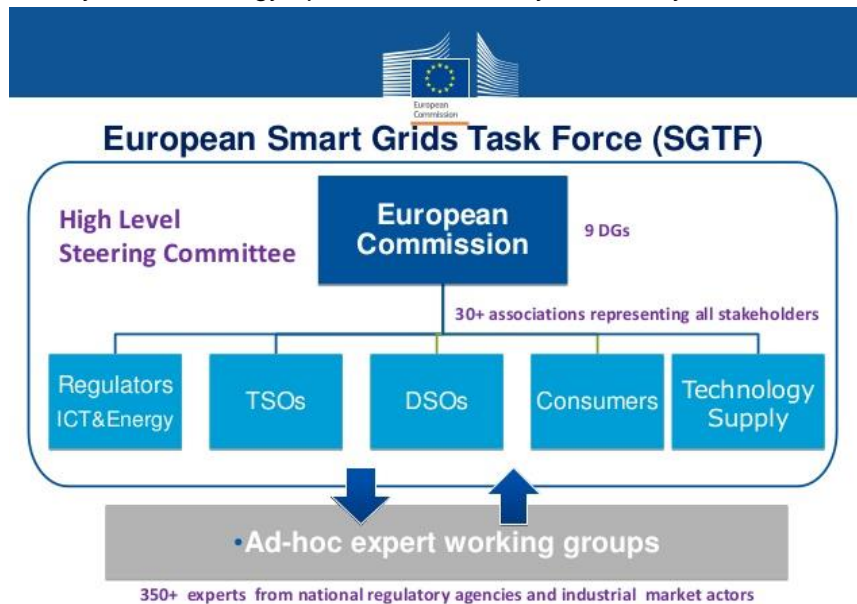 European
Commission
European Smart Grids Task Force (SGTF)
High Level
Steering Committee
European
Commission
9 DGs
30+ associations representing all stakeholders
Regulators
ICT&Energy
TSOs
DSOs
Consumers
Technology
Supply
•Ad-hoc expert working groups
350+ experts from national regulatory agencies and industrial market actors